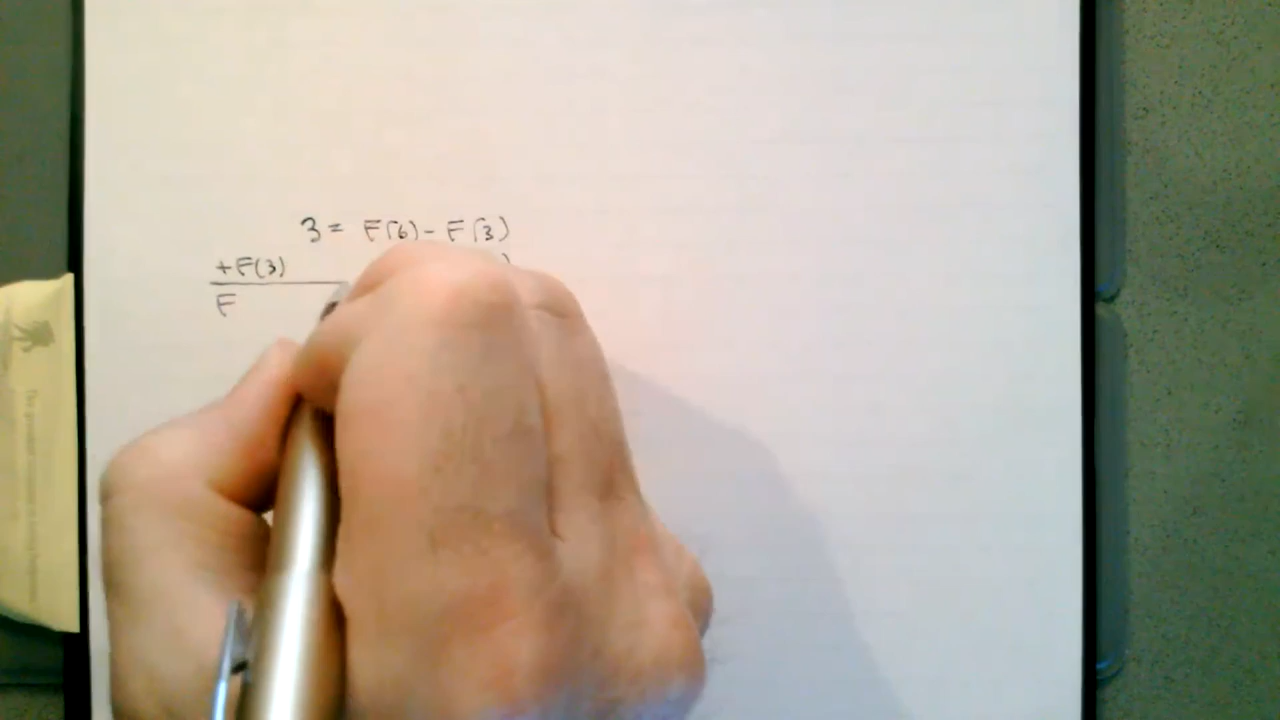 3 = F(6) - F(3)
+F(3) )
F